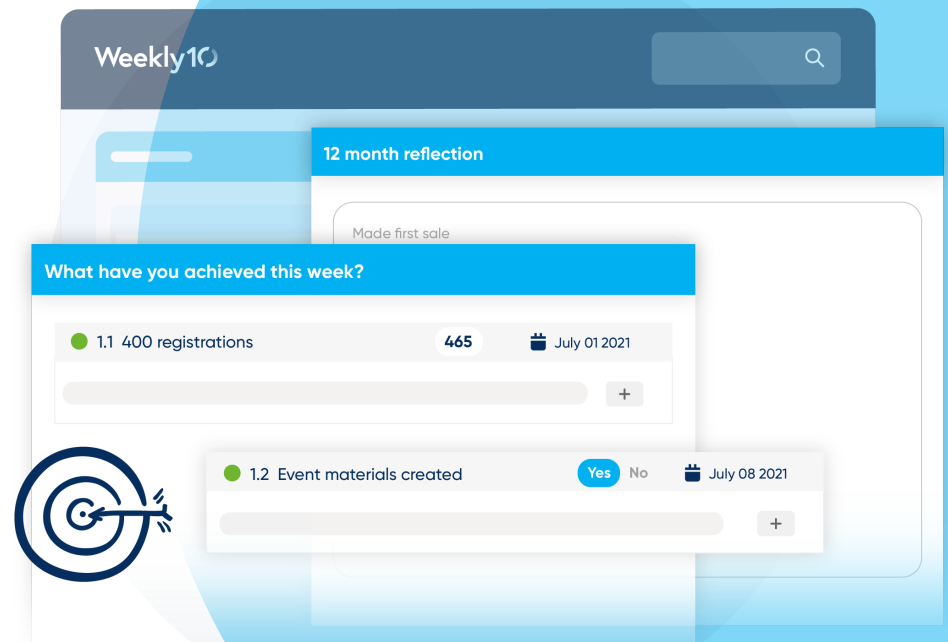 Weekly10
12 month reflection
Made first sale
What have you achieved this week?
1.1 400 registrations 465 July 01 2021
+
1.2 Event materials created Yes No July 08 2021
+